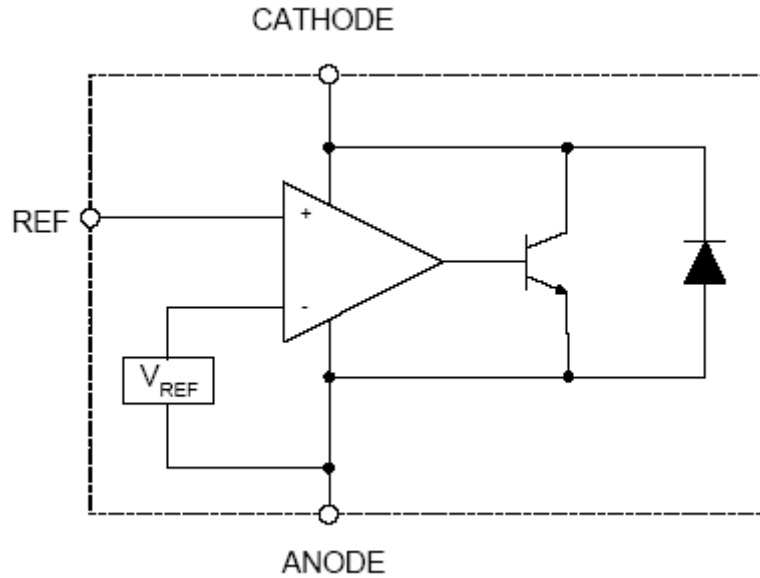 CATHODE
REF
+
-
VREF
ANODE